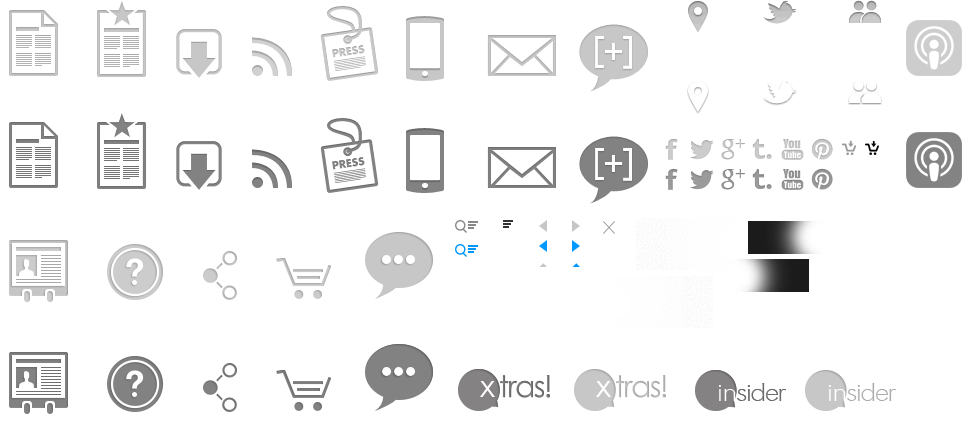 PRESS
[+]
PRESS
[+]
f g+ t. You Tube
f g+ t. You Tube
?
?
xtras! xtras! insider insider